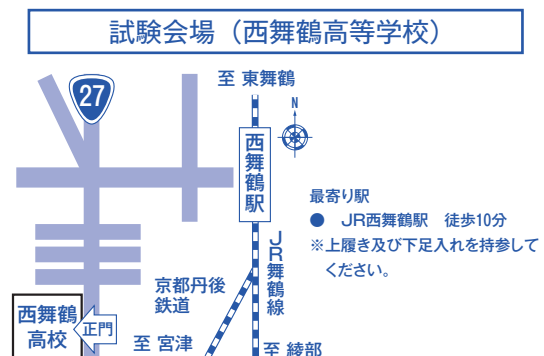 試験会場（西舞鶴高等学校）
27
至 東舞鶴
N
西舞鶴駅
最寄り駅
● JR西舞鶴駅　徒歩10分
※上履き及び下足入れを持参して
ください。
JR舞鶴線
京都丹後
鉄道
西舞鶴
高校
正門
至 宮津
至 綾部